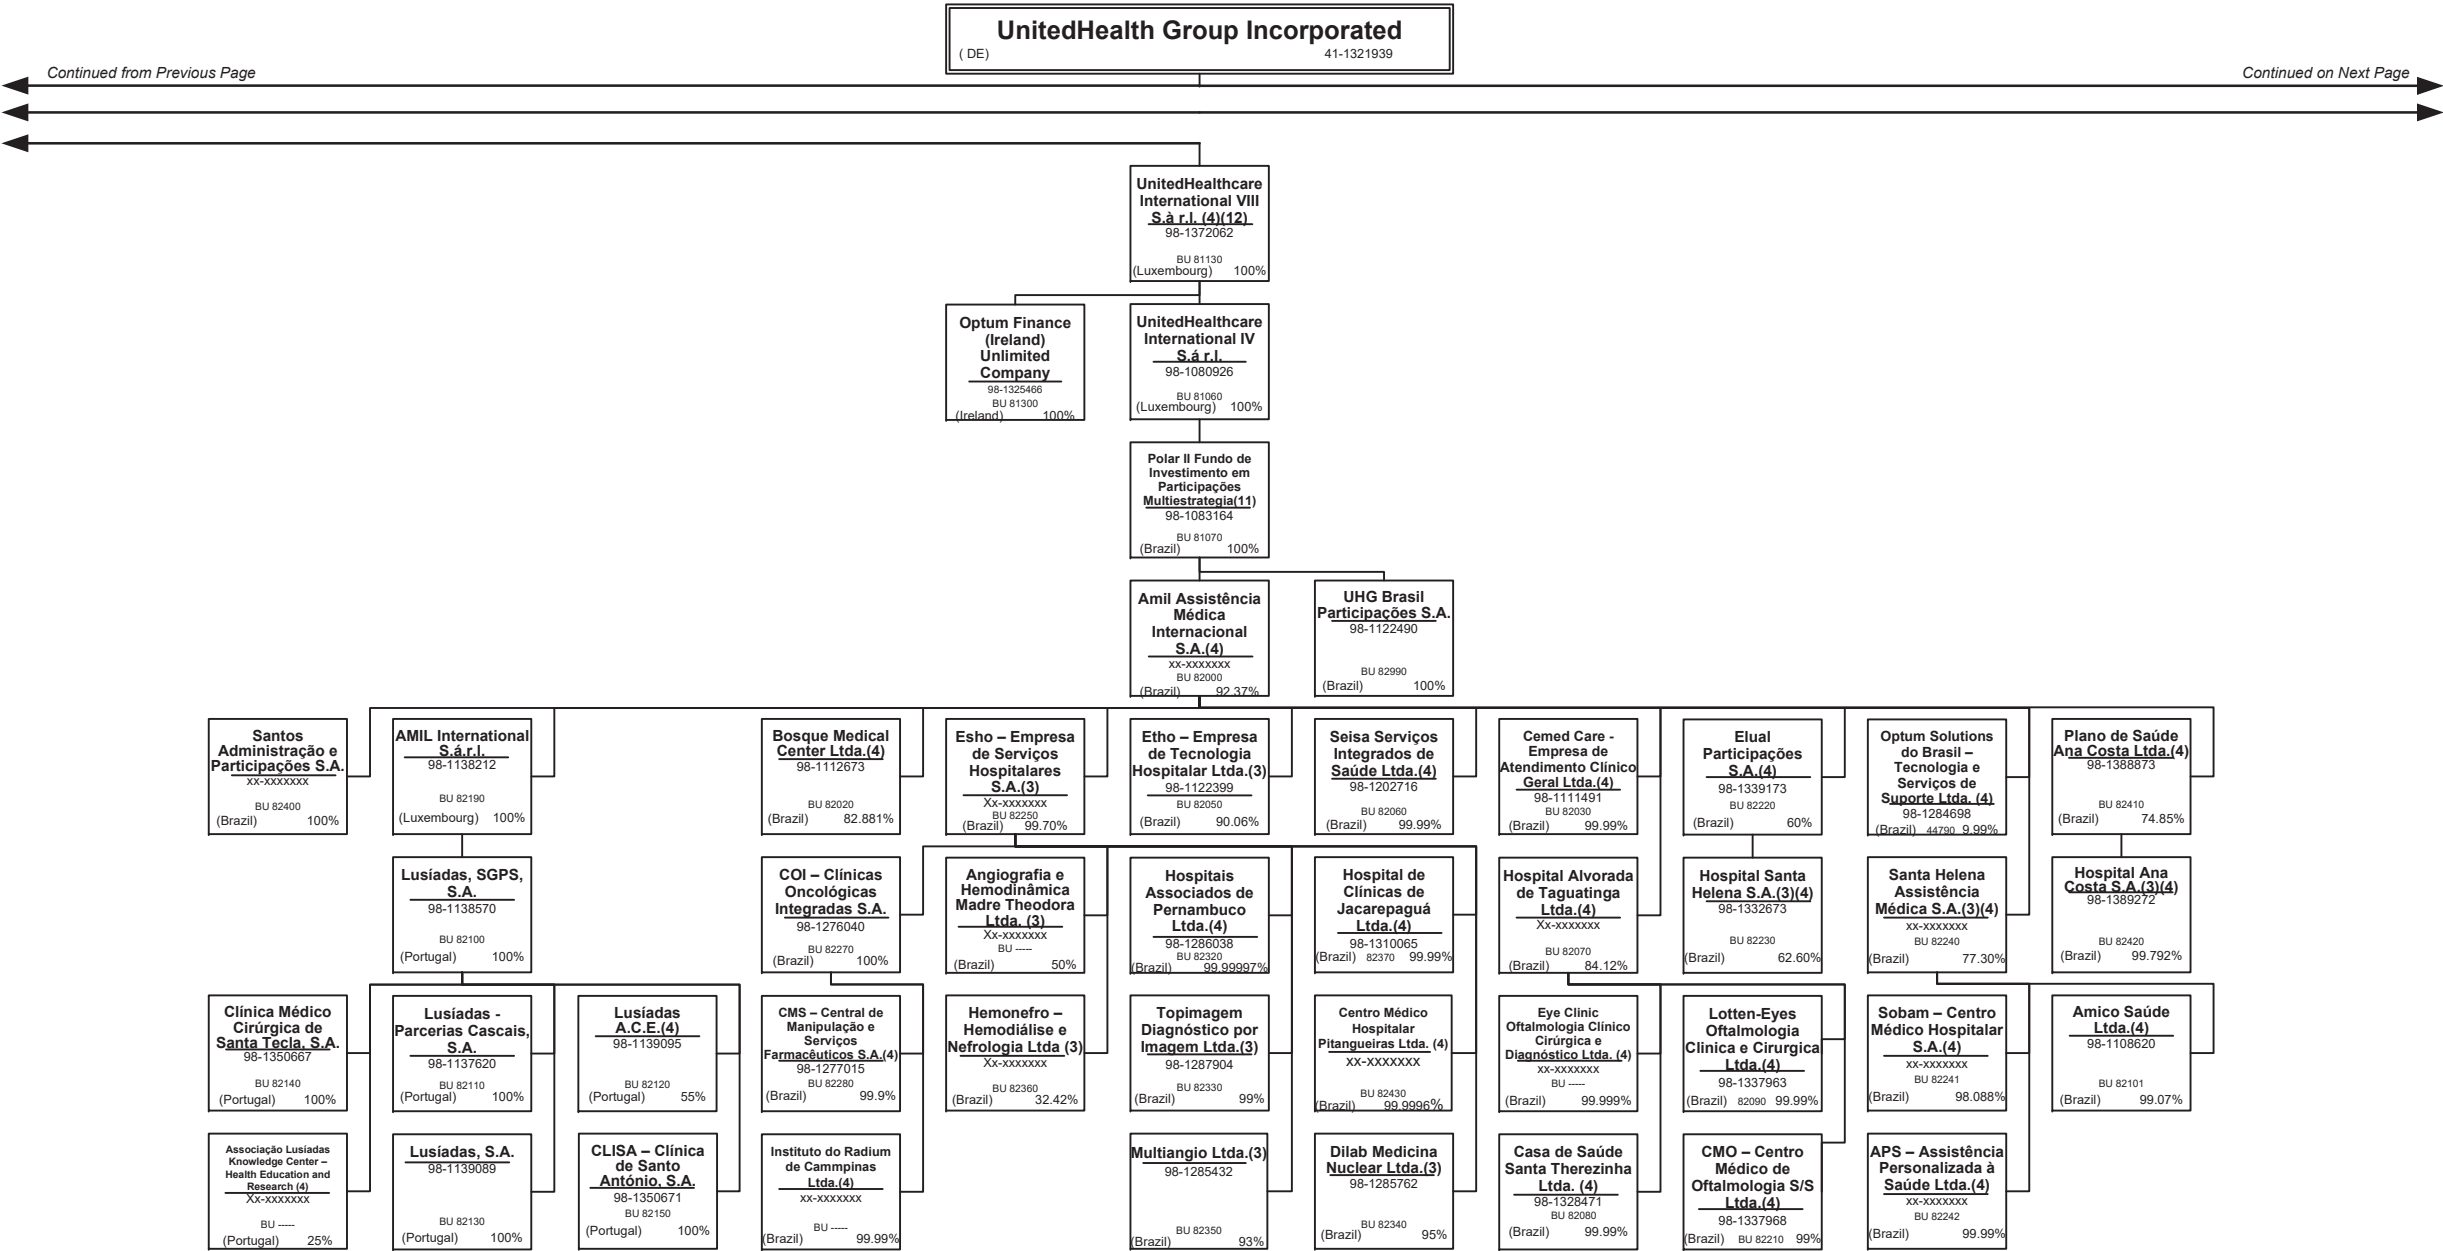 UnitedHealth Group Incorporated
( DE) 41-1321939
Continued from Previous Page
Continued on Next Page
UnitedHealthcare
International VIII
S.à r.l. (4)(12)
98-1372062
BU 81130
(Luxembourg) 100%
Optum Finance
(Ireland)
Unlimited
Company
98-1325466
BU 81300
(Ireland) 100%
UnitedHealthcare
International IV
S.á r.l.
98-1080926
BU 81060
(Luxembourg) 100%
Polar II Fundo de
Investimento em
Participações
Multiestrategia(11)
98-1083164
BU 81070
(Brazil) 100%
Amil Assistência
Médica
Internacional
S.A.(4)
xx-xxxxxxx
BU 82000
(Brazil) 92.37%
UHG Brasil
Participações S.A.
98-1122490
BU 82990
(Brazil) 100%
Santos
Administração e
Participações S.A.
xx-xxxxxxx
BU 82400
(Brazil) 100%
AMIL International
S.á.r.l.
98-1138212
BU 82190
(Luxembourg) 100%
Bosque Medical
Center Ltda.(4)
98-1112673
BU 82020
(Brazil) 82.881%
Esho – Empresa
de Serviços
Hospitalares
S.A.(3)
Xx-xxxxxxx
BU 82250
(Brazil) 99.70%
Etho – Empresa
de Tecnologia
Hospitalar Ltda.(3)
98-1122399
BU 82050
(Brazil) 90.06%
Seisa Serviços
Integrados de
Saúde Ltda.(4)
98-1202716
BU 82060
(Brazil) 99.99%
Cemed Care -
Empresa de
Atendimento Clínico
Geral Ltda.(4)
98-1111491
BU 82030
(Brazil) 99.99%
Elual
Participações
S.A.(4)
98-1339173
BU 82220
(Brazil) 60%
Optum Solutions
do Brasil –
Tecnologia e
Serviços de
Suporte Ltda. (4)
98-1284698
(Brazil) 44790 9.99%
Plano de Saúde
Ana Costa Ltda.(4)
98-1388873
BU 82410
(Brazil) 74.85%
Lusíadas, SGPS,
S.A.
98-1138570
BU 82100
(Portugal) 100%
COI – Clínicas
Oncológicas
Integradas S.A.
98-1276040
BU 82270
(Brazil) 100%
Angiografia e
Hemodinâmica
Madre Theodora
Ltda. (3)
Xx-xxxxxxx
BU -----
(Brazil) 50%
Hospitais
Associados de
Pernambuco
Ltda.(4)
98-1286038
BU 82320
(Brazil) 99.99997%
Hospital de
Clínicas de
Jacarepaguá
Ltda.(4)
98-1310065
(Brazil) 82370 99.99%
Hospital Alvorada
de Taguatinga
Ltda.(4)
Xx-xxxxxxx
BU 82070
(Brazil) 84.12%
Hospital Santa
Helena S.A.(3)(4)
98-1332673
BU 82230
(Brazil) 62.60%
Santa Helena
Assistência
Médica S.A.(3)(4)
xx-xxxxxxx
BU 82240
(Brazil) 77.30%
Hospital Ana
Costa S.A.(3)(4)
98-1389272
BU 82420
(Brazil) 99.792%
Clínica Médico
Cirúrgica de
Santa Tecla, S.A.
98-1350667
BU 82140
(Portugal) 100%
Lusíadas -
Parcerias Cascais,
S.A.
98-1137620
BU 82110
(Portugal) 100%
Lusíadas
A.C.E.(4)
98-1139095
BU 82120
(Portugal) 55%
CMS – Central de
Manipulação e
Serviços
Farmacêuticos S.A.(4)
98-1277015
BU 82280
(Brazil) 99.9%
Hemonefro –
Hemodiálise e
Nefrologia Ltda (3)
Xx-xxxxxxx
BU 82360
(Brazil) 32.42%
Topimagem
Diagnóstico por
Imagem Ltda.(3)
98-1287904
BU 82330
(Brazil) 99%
Centro Médico
Hospitalar
Pitangueiras Ltda. (4)
xx-xxxxxxx
BU 82430
(Brazil) 99.9996%
Eye Clinic
Oftalmologia Clínico
Cirúrgica e
Diagnóstico Ltda. (4)
xx-xxxxxxx
BU -----
(Brazil) 99.999%
Lotten-Eyes
Oftalmologia
Clinica e Cirurgica
Ltda.(4)
98-1337963
(Brazil) 82090 99.99%
Sobam – Centro
Médico Hospitalar
S.A.(4)
xx-xxxxxxx
BU 82241
(Brazil) 98.088%
Amico Saúde
Ltda.(4)
98-1108620
BU 82101
(Brazil) 99.07%
Associação Lusíadas
Knowledge Center –
Health Education and
Research (4)
Xx-xxxxxxx
BU -----
(Portugal) 25%
Lusíadas, S.A.
98-1139089
BU 82130
(Portugal) 100%
CLISA – Clínica
de Santo
António, S.A.
98-1350671
BU 82150
(Portugal) 100%
Instituto do Radium
de Cammpinas
Ltda.(4)
xx-xxxxxxx
BU -----
(Brazil) 99.99%
Multiangio Ltda.(3)
98-1285432
BU 82350
(Brazil) 93%
Dilab Medicina
Nuclear Ltda.(3)
98-1285762
BU 82340
(Brazil) 95%
Casa de Saúde
Santa Therezinha
Ltda. (4)
98-1328471
BU 82080
(Brazil) 99.99%
CMO – Centro
Médico de
Oftalmologia S/S
Ltda.(4)
98-1337968
(Brazil) BU 82210 99%
APS – Assistência
Personalizada à
Saúde Ltda.(4)
xx-xxxxxxx
BU 82242
(Brazil) 99.99%